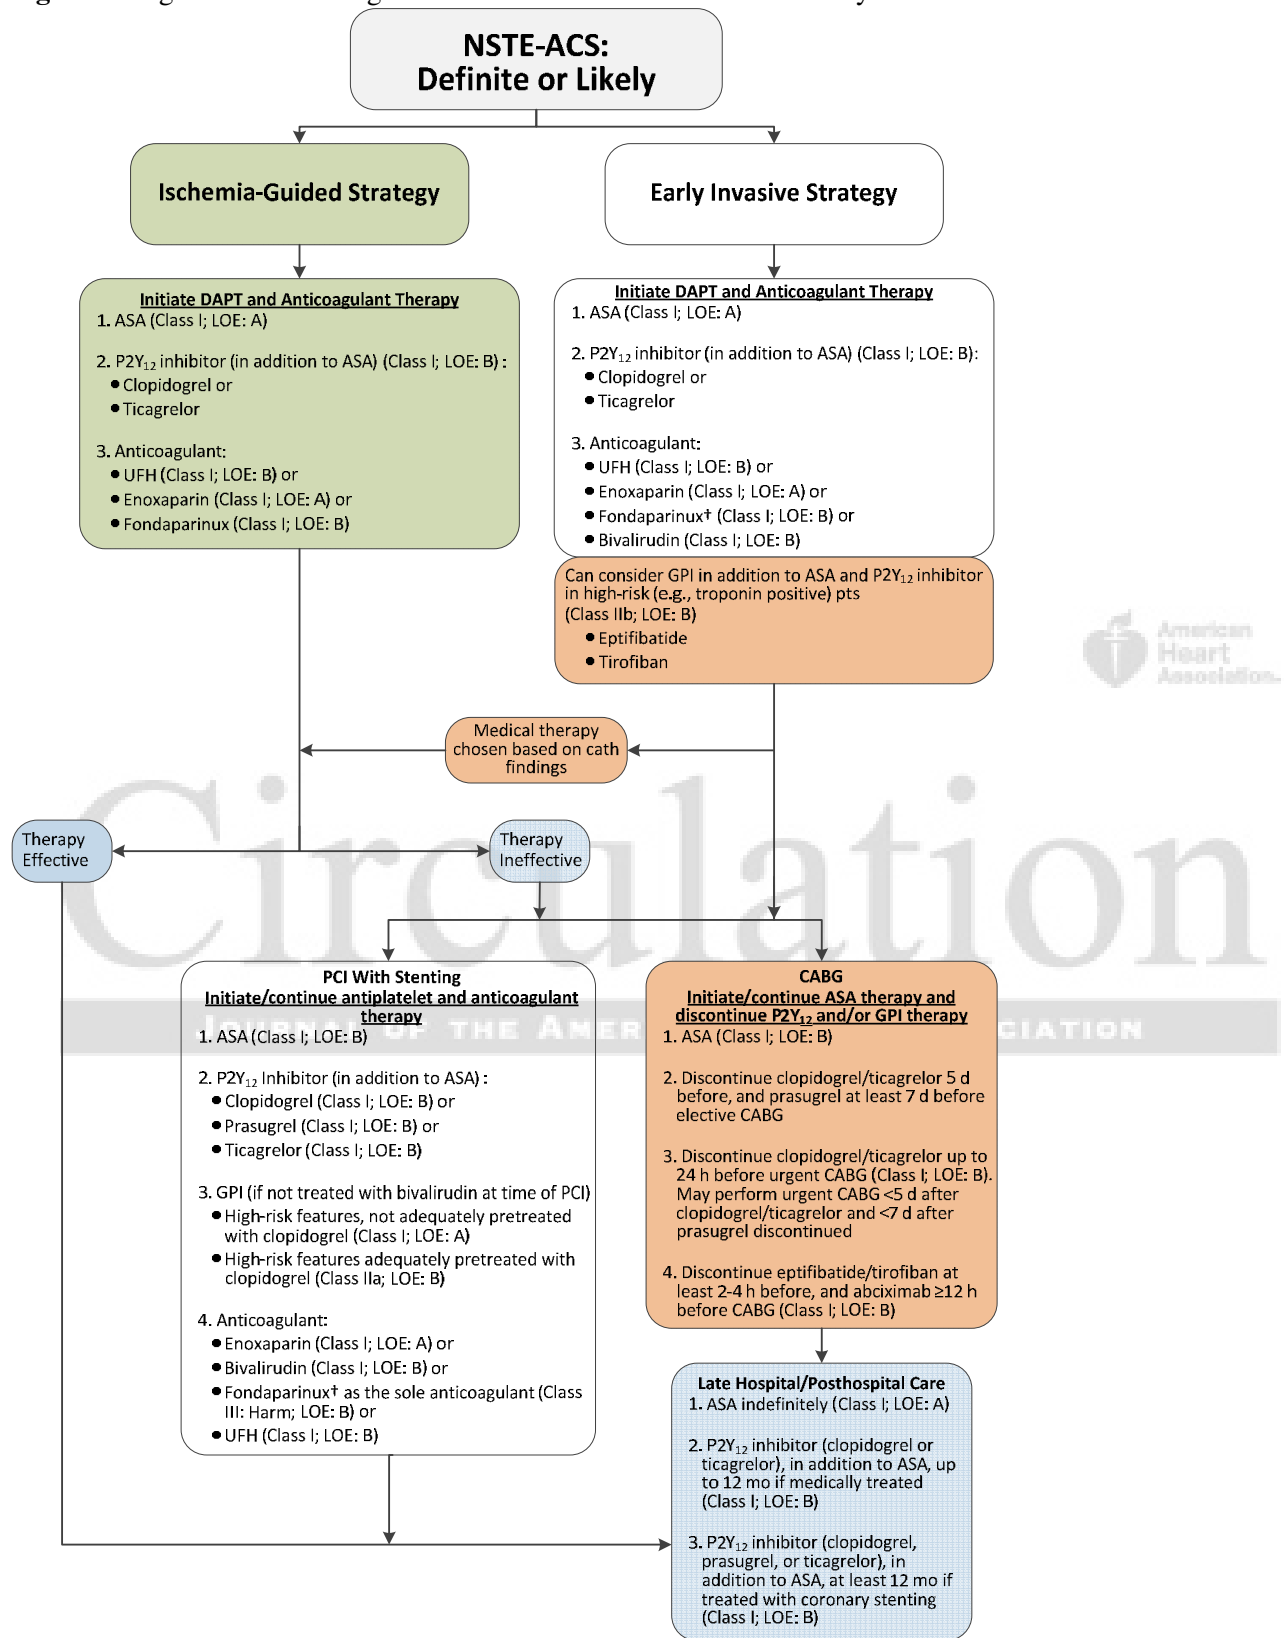 NSTE-ACS:
Definite or Likely
Ischemia-Guided Strategy
Early Invasive Strategy
Initiate DAPT and Anticoagulant Therapy
1. ASA (Class I; LOE: A)
2. P2Y₁₂ inhibitor (in addition to ASA) (Class I; LOE: B) :
● Clopidogrel or
● Ticagrelor
3. Anticoagulant:
● UFH (Class I; LOE: B) or
● Enoxaparin (Class I; LOE: A) or
● Fondaparinux (Class I; LOE: B)
Initiate DAPT and Anticoagulant Therapy
1. ASA (Class I; LOE: A)
2. P2Y₁₂ inhibitor (in addition to ASA) (Class I; LOE: B):
● Clopidogrel or
● Ticagrelor
3. Anticoagulant:
● UFH (Class I; LOE: B) or
● Enoxaparin (Class I; LOE: A) or
● Fondaparinux† (Class I; LOE: B) or
● Bivalirudin (Class I; LOE: B)
Can consider GPI in addition to ASA and P2Y₁₂ inhibitor
in high-risk (e.g., troponin positive) pts
(Class IIb; LOE: B)
● Eptifibatide
● Tirofiban
American
Heart
Association
Medical therapy
chosen based on cath
findings
Circulation
Therapy
Effective
Therapy
Ineffective
PCI With Stenting
Initiate/continue antiplatelet and anticoagulant
therapy
1. ASA (Class I; LOE: B)
2. P2Y₁₂ Inhibitor (in addition to ASA) :
● Clopidogrel (Class I; LOE: B) or
● Prasugrel (Class I; LOE: B) or
● Ticagrelor (Class I; LOE: B)
3. GPI (if not treated with bivalirudin at time of PCI)
● High-risk features, not adequately pretreated
with clopidogrel (Class I; LOE: A)
● High-risk features adequately pretreated with
clopidogrel (Class IIa; LOE: B)
4. Anticoagulant:
● Enoxaparin (Class I; LOE: A) or
● Bivalirudin (Class I; LOE: B) or
● Fondaparinux† as the sole anticoagulant (Class
III: Harm; LOE: B) or
● UFH (Class I; LOE: B)
CABG
Initiate/continue ASA therapy and
discontinue P2Y₁₂ and/or GPI therapy
1. ASA (Class I; LOE: B)
2. Discontinue clopidogrel/ticagrelor 5 d
before, and prasugrel at least 7 d before
elective CABG
3. Discontinue clopidogrel/ticagrelor up to
24 h before urgent CABG (Class I; LOE: B).
May perform urgent CABG <5 d after
clopidogrel/ticagrelor and <7 d after
prasugrel discontinued
4. Discontinue eptifibatide/tirofiban at
least 2-4 h before, and abciximab ≥12 h
before CABG (Class I; LOE: B)
Late Hospital/Posthospital Care
1. ASA indefinitely (Class I; LOE: A)
2. P2Y₁₂ inhibitor (clopidogrel or
ticagrelor), in addition to ASA, up
to 12 mo if medically treated
(Class I; LOE: B)
3. P2Y₁₂ inhibitor (clopidogrel,
prasugrel, or ticagrelor), in
addition to ASA, at least 12 mo if
treated with coronary stenting
(Class I; LOE: B)